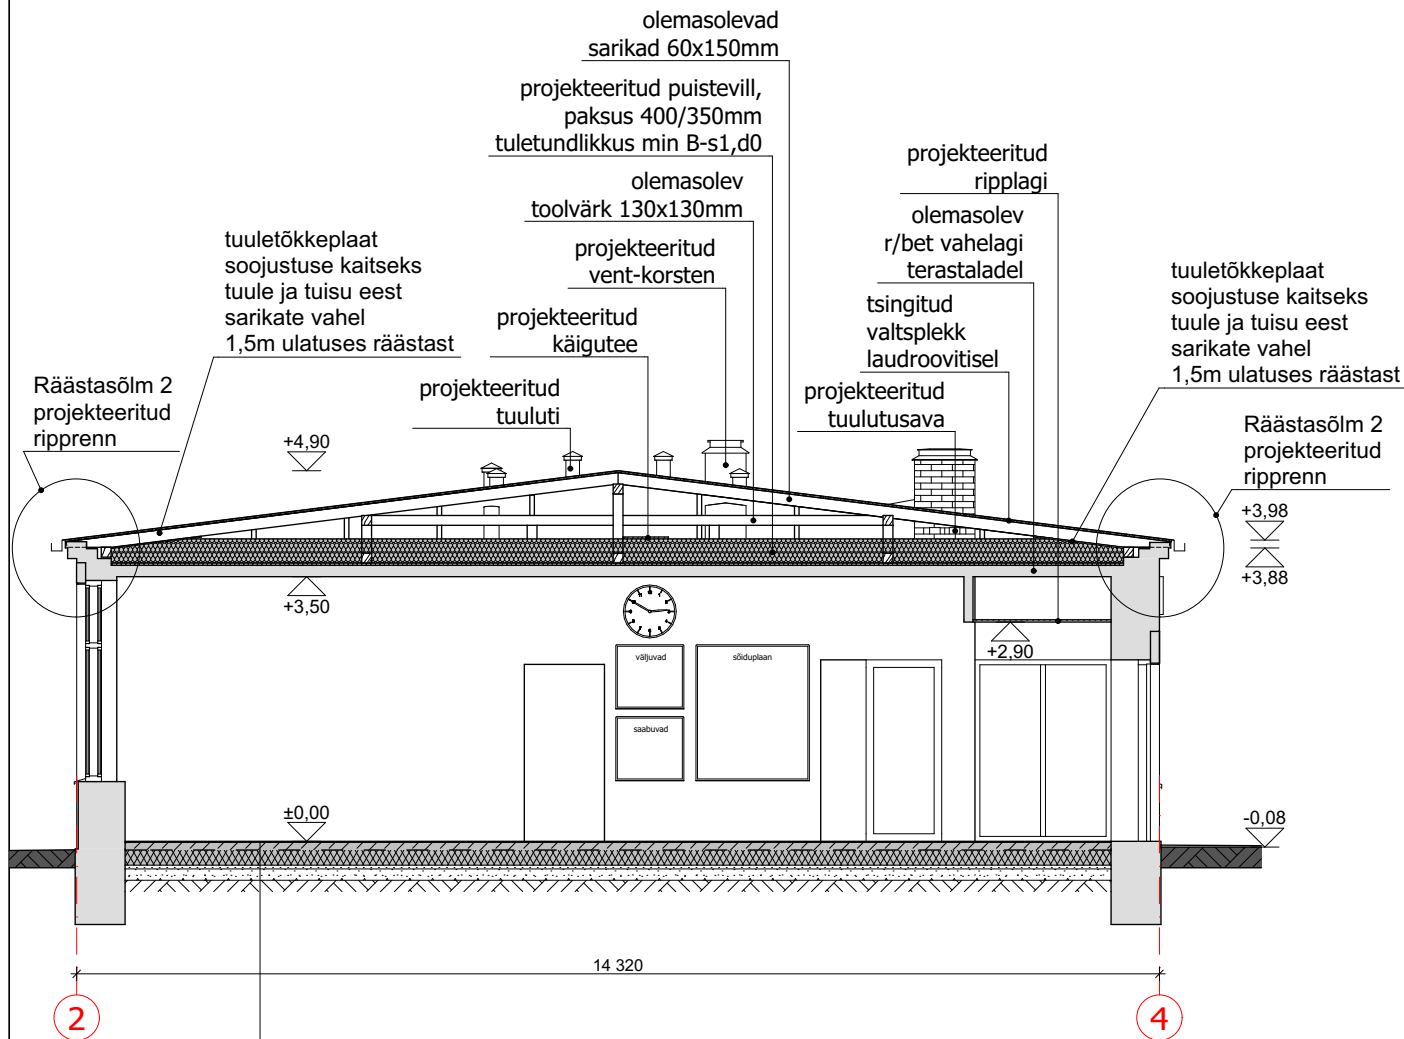 olemasolevad
sarikad 60x150mm
projekteeritud puistevill,
paksus 400/350mm
tuletundlikkus min B-s1,d0
projekteeritud
ripplagi
olemasolev
toolvärk 130x130mm
olemasolev
r/bet vahelagi
terastaladel
tuuletõkkeplaat
soojustuse kaitseks
tuule ja tuisu eest
sarikate vahel
1,5m ulatuses räästast
projekteeritud
vent-korsten
tuuletõkkeplaat
soojustuse kaitseks
tuule ja tuisu eest
sarikate vahel
1,5m ulatuses räästast
tsingitud
valtsplekk
laudroovitisel
projekteeritud
käigutee
Räästasõlm 2
projekteeritud
ripprenn
projekteeritud
tuuluti
projekteeritud
tuulutusava
Räästasõlm 2
projekteeritud
ripprenn
+4,90
+3,98
+3,88
+3,50
+2,90
väljuvad
sõiduplaan
saabuvad
±0,00
-0,08
14 320
2
4